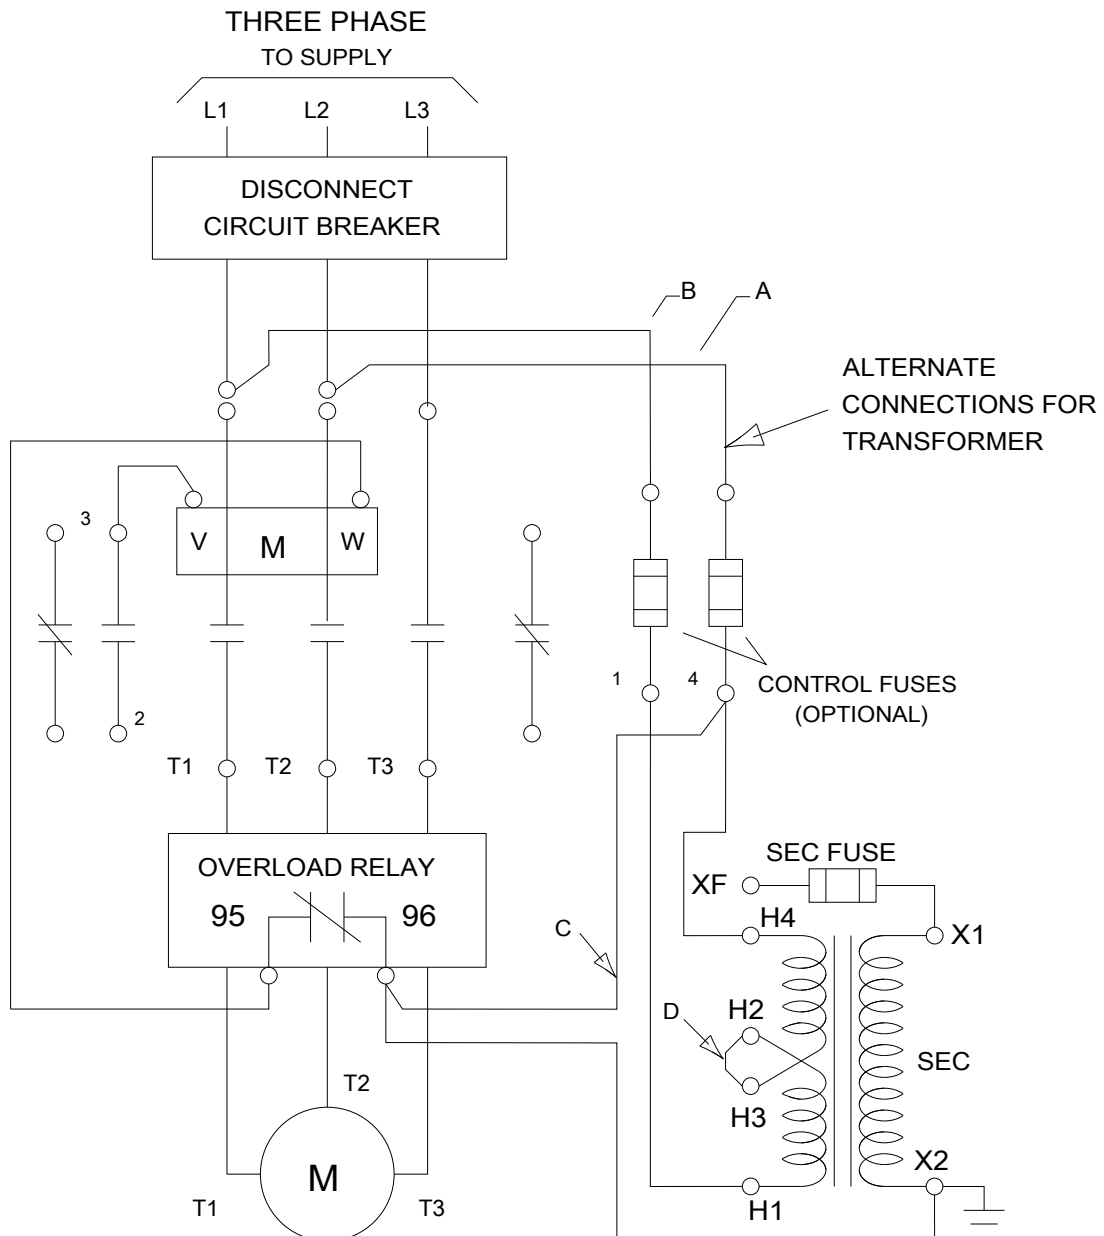 THREE PHASE
TO SUPPLY
L1 L2 L3
DISCONNECT
CIRCUIT BREAKER
B A
ALTERNATE
CONNECTIONS FOR
TRANSFORMER
3
V M W
1 4
CONTROL FUSES
(OPTIONAL)
2
T1 T2 T3
SEC FUSE
OVERLOAD RELAY
XF
95 96
H4
X1
C
H2
D
SEC
T2
H3
X2
M
T1 T3
H1